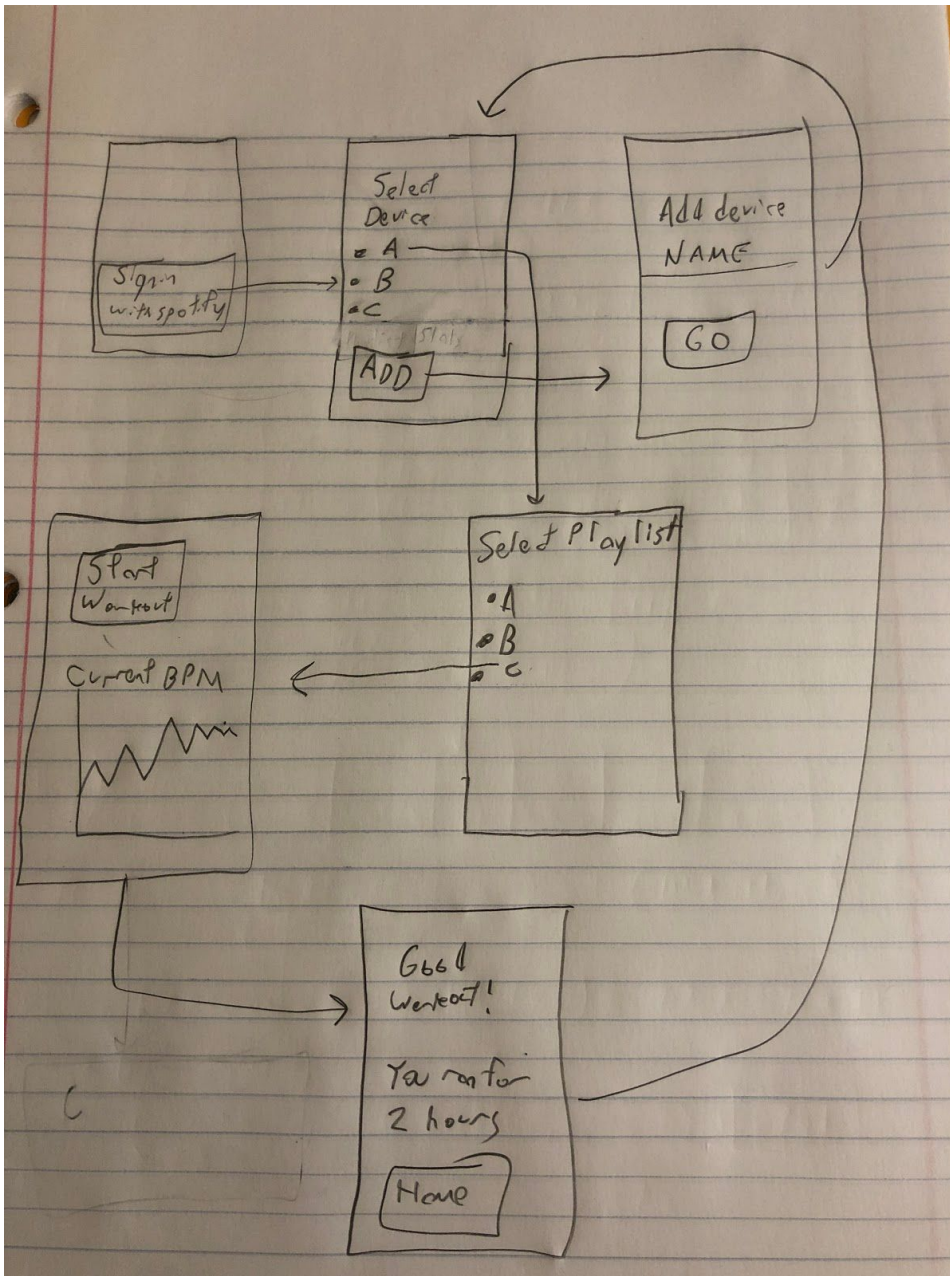 Sign in
with spotify
Select
Device
• A
• B
• C
ADD
Add device
NAME
GO
Select Playlist
• A
• B
• C
Start
Workout
Current BPM
Good
Workout!
You ran for
2 hours
Home